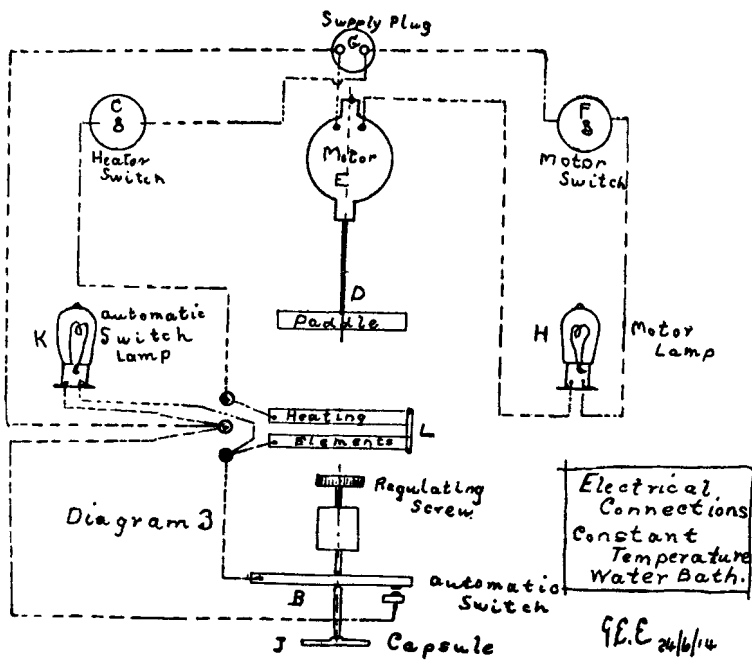 Supply Plug
G
C
Heater
Switch
Motor
E
F
Motor
Switch
D
Paddle
K
automatic
Switch
Lamp
H
Motor
Lamp
Heating
Elements
L
Regulating
Screw
Diagram 3
B
automatic
Switch
J
Capsule
Electrical
Connections
Constant
Temperature
Water Bath.
G.E.E 24/6/14